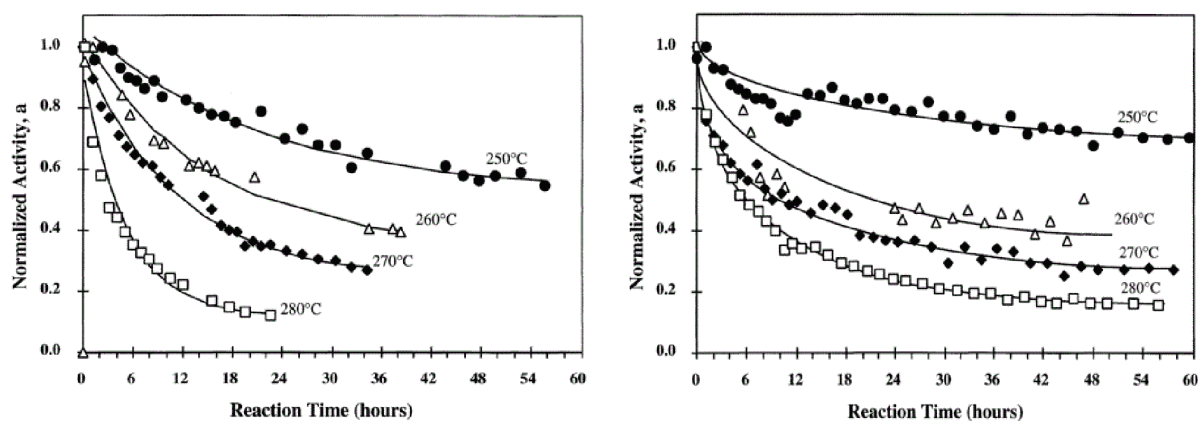 Normalized Activity, a
1.0
0.8
0.6
0.4
0.2
0.0
250°C
260°C
270°C
280°C
0 6 12 18 24 30 36 42 48 54 60
Reaction Time (hours)
Normalized Activity, a
1.0
0.8
0.6
0.4
0.2
0.0
250°C
260°C
270°C
280°C
0 6 12 18 24 30 36 42 48 54 60
Reaction Time (hours)